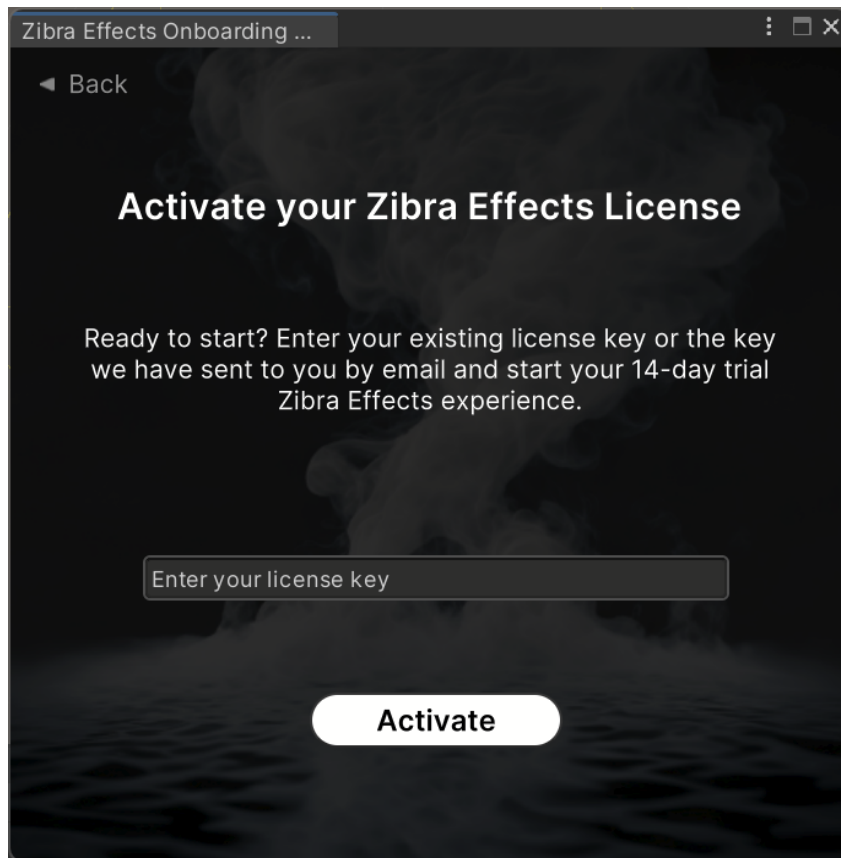 Zibra Effects Onboarding ...
Back
Activate your Zibra Effects License
Ready to start? Enter your existing license key or the key
we have sent to you by email and start your 14-day trial
Zibra Effects experience.
Enter your license key
Activate